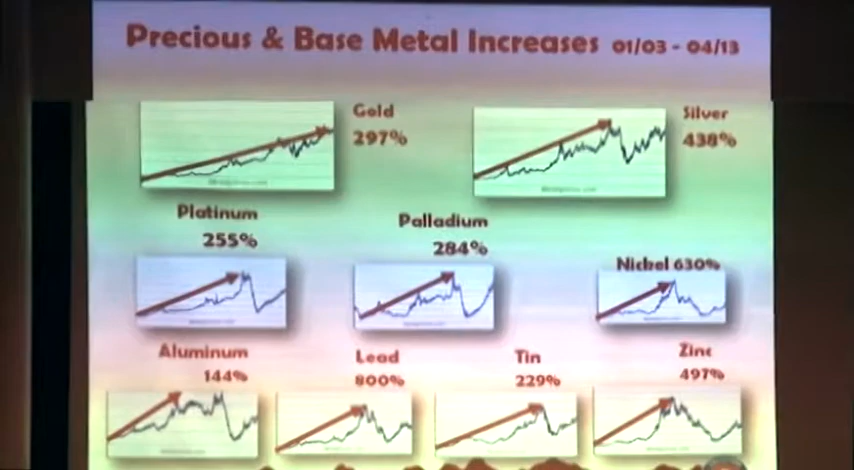 Precious & Base Metal Increases 01/03 - 04/13
Gold
297%
Silver
438%
Platinum
255%
Palladium
284%
Nickel 630%
Aluminum
144%
Lead
800%
Tin
229%
Zinc
497%